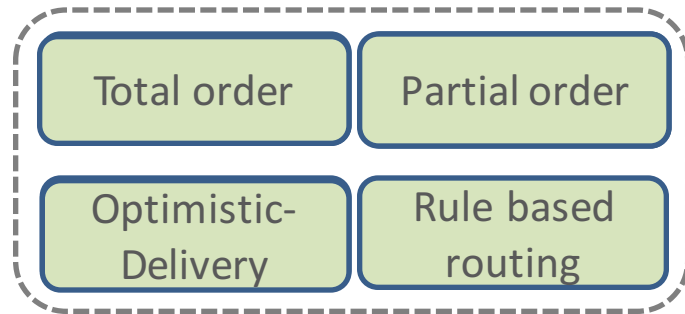 Total order
Partial order
Optimistic-
Delivery
Rule based
routing